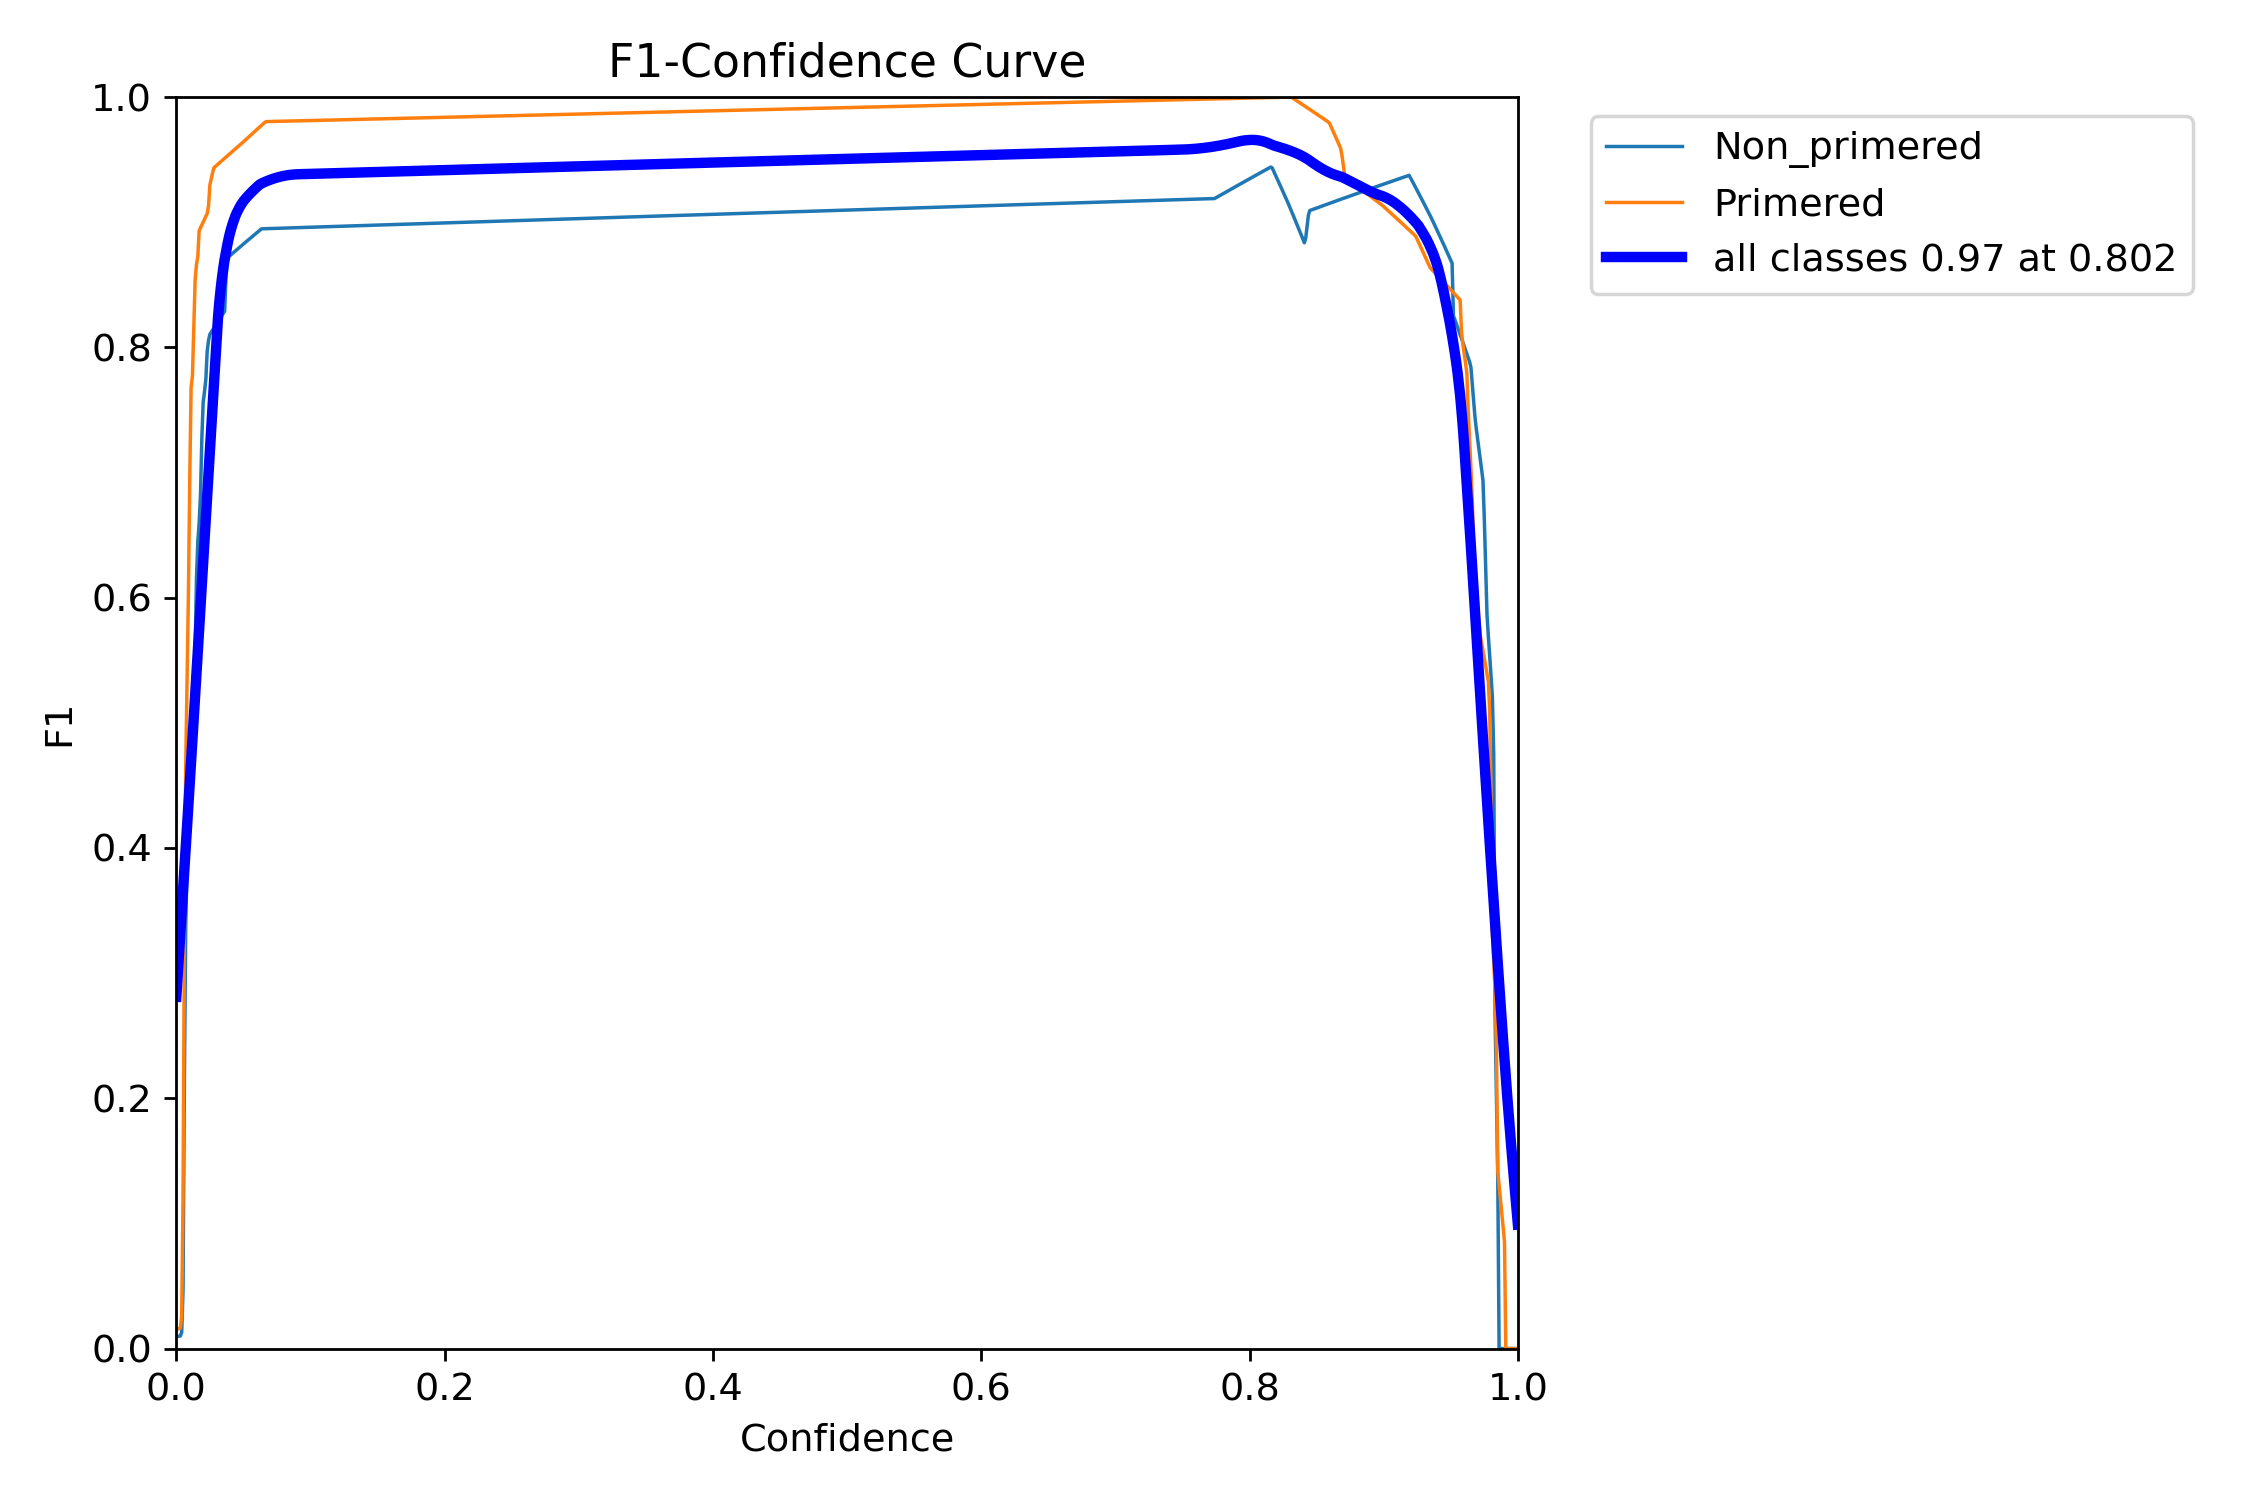 F1-Confidence Curve
1.0
0.8
0.6
0.4
0.2
0.0
F1
0.0 0.2 0.4 0.6 0.8 1.0
Confidence
Non_primered
Primered
all classes 0.97 at 0.802